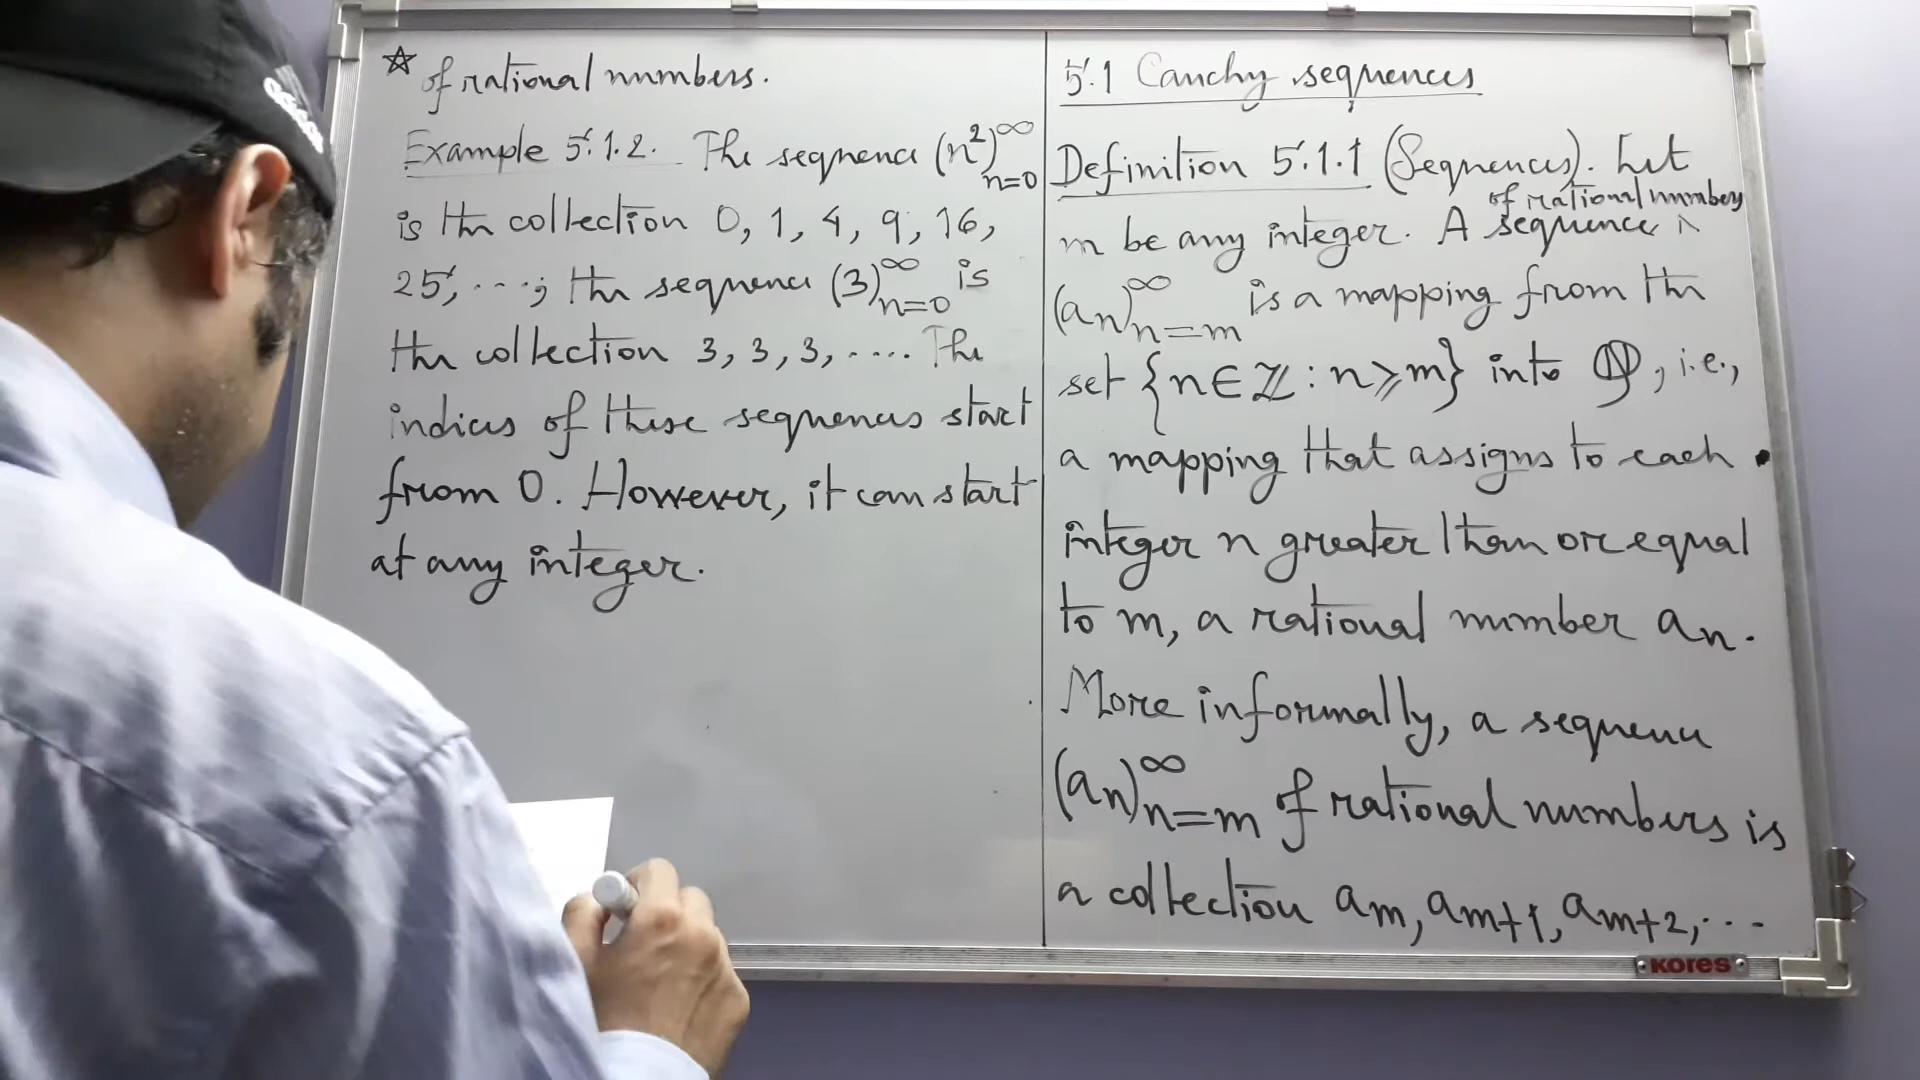 5.1 Cauchy sequences
Definition 5.1.1 (Sequences). Let
of rational numbers
m be any integer. A sequence
(aₙ)^∞_{n=m} is a mapping from the
set {n∈ℤ : n⩾m} into ℚ, i.e.,
a mapping that assigns to each
integer n greater than or equal
to m, a rational number aₙ.
More informally, a sequence
(aₙ)^∞_{n=m} of rational numbers is
a collection aₘ, aₘ₊₁, aₘ₊₂, ...
☆ of rational numbers.
Example 5.1.2. The sequence (n²)^∞_{n=0}
is the collection 0, 1, 4, 9, 16,
25, ...; the sequence (3)^∞_{n=0} is
the collection 3, 3, 3, .... The
indices of these sequences start
from 0. However, it can start
at any integer.
KORES